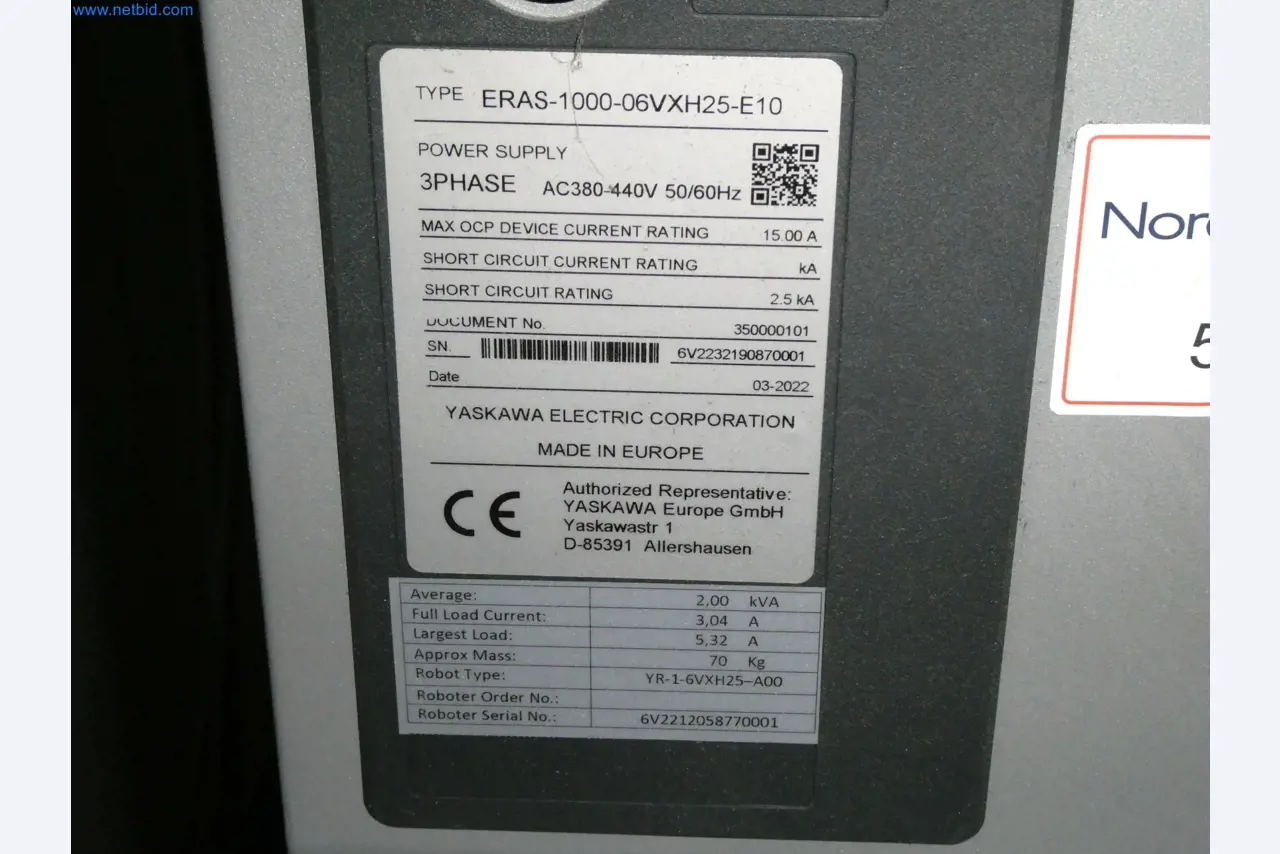 www.netbid.com
TYPE ERAS-1000-06VXH25-E10
POWER SUPPLY
3PHASE AC380-440V 50/60Hz
MAX OCP DEVICE CURRENT RATING 15.00 A
SHORT CIRCUIT CURRENT RATING kA
SHORT CIRCUIT RATING 2.5 kA
DOCUMENT No. 350000101
SN. 6V2232190870001
Date 03-2022
YASKAWA ELECTRIC CORPORATION
MADE IN EUROPE
CE
Authorized Representative:
YASKAWA Europe GmbH
Yaskawastr 1
D-85391 Allershausen
Average: 2,00 kVA
Full Load Current: 3,04 A
Largest Load: 5,32 A
Approx Mass: 70 Kg
Robot Type: YR-1-6VXH25-A00
Roboter Order No.:
Roboter Serial No.: 6V2212058770001
Nor
5